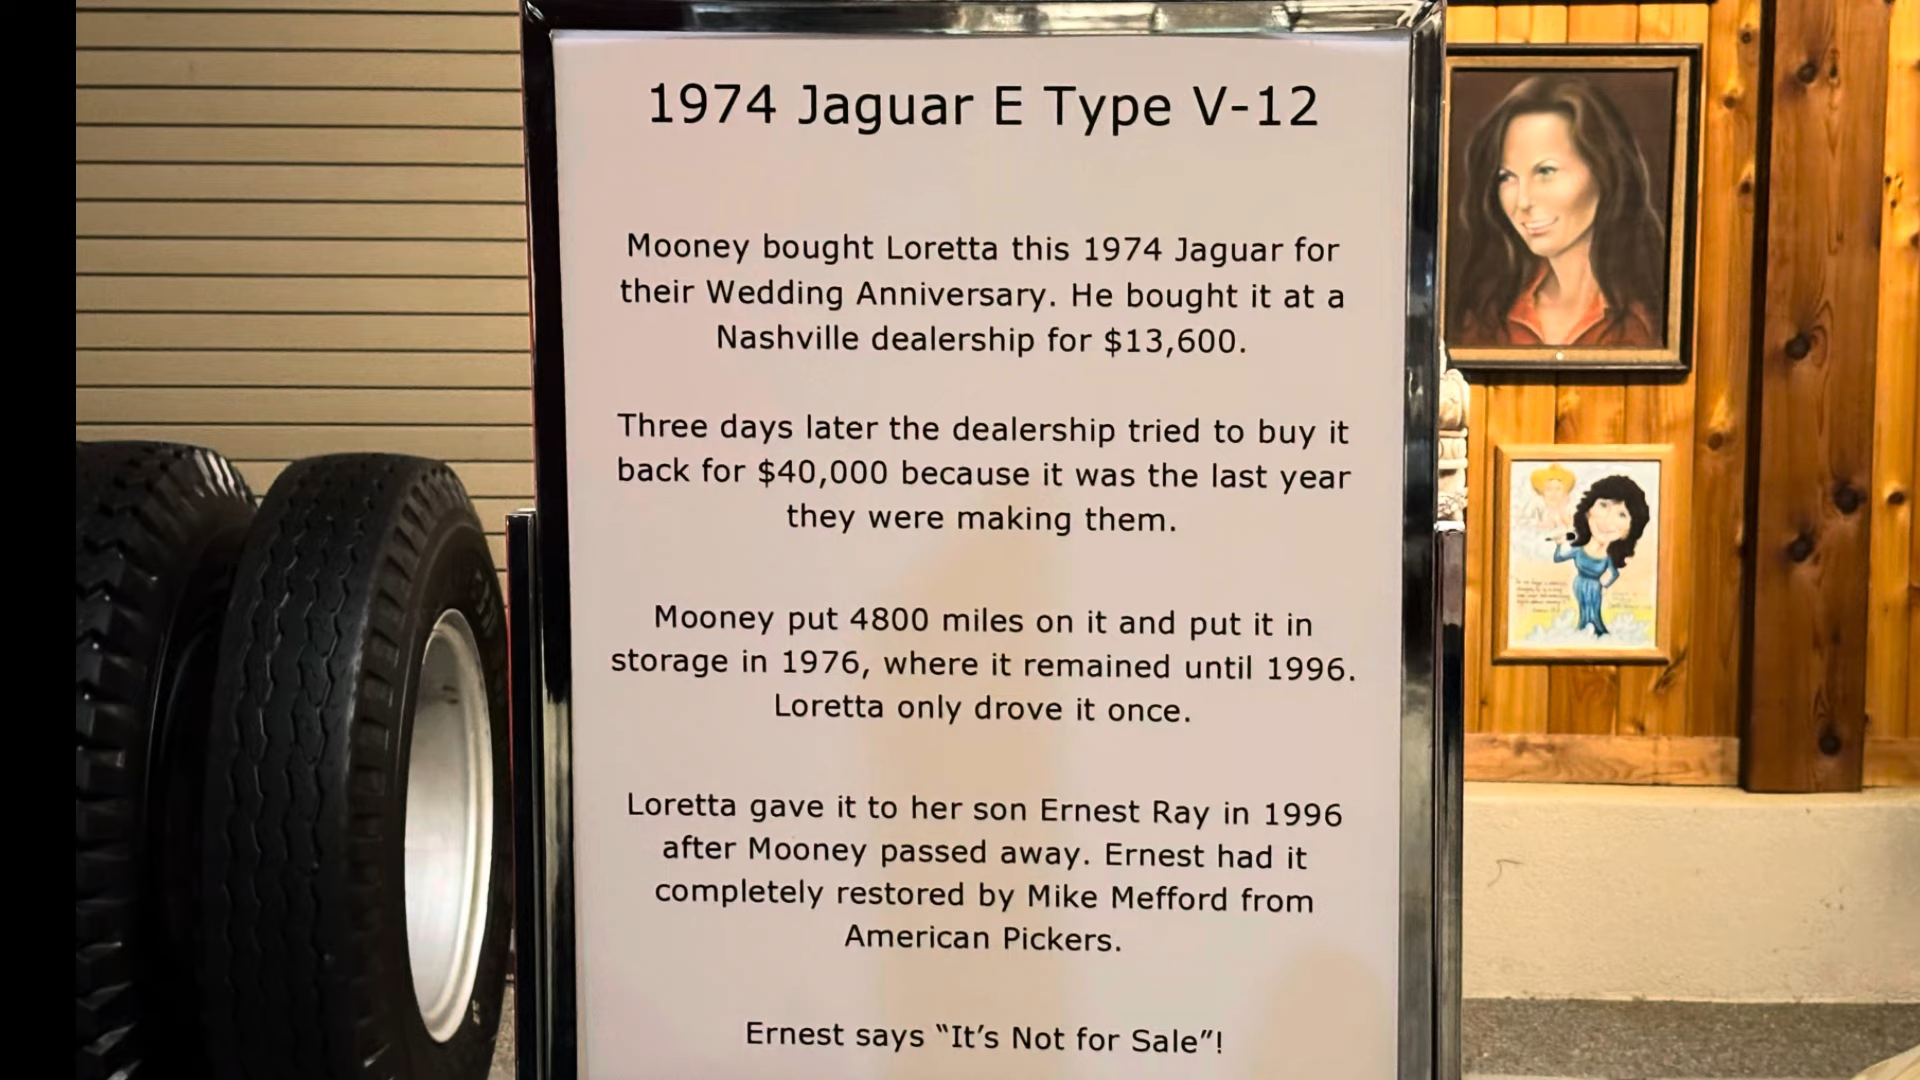 1974 Jaguar E Type V-12
Mooney bought Loretta this 1974 Jaguar for
their Wedding Anniversary. He bought it at a
Nashville dealership for $13,600.
Three days later the dealership tried to buy it
back for $40,000 because it was the last year
they were making them.
Mooney put 4800 miles on it and put it in
storage in 1976, where it remained until 1996.
Loretta only drove it once.
Loretta gave it to her son Ernest Ray in 1996
after Mooney passed away. Ernest had it
completely restored by Mike Mefford from
American Pickers.
Ernest says “It’s Not for Sale”!